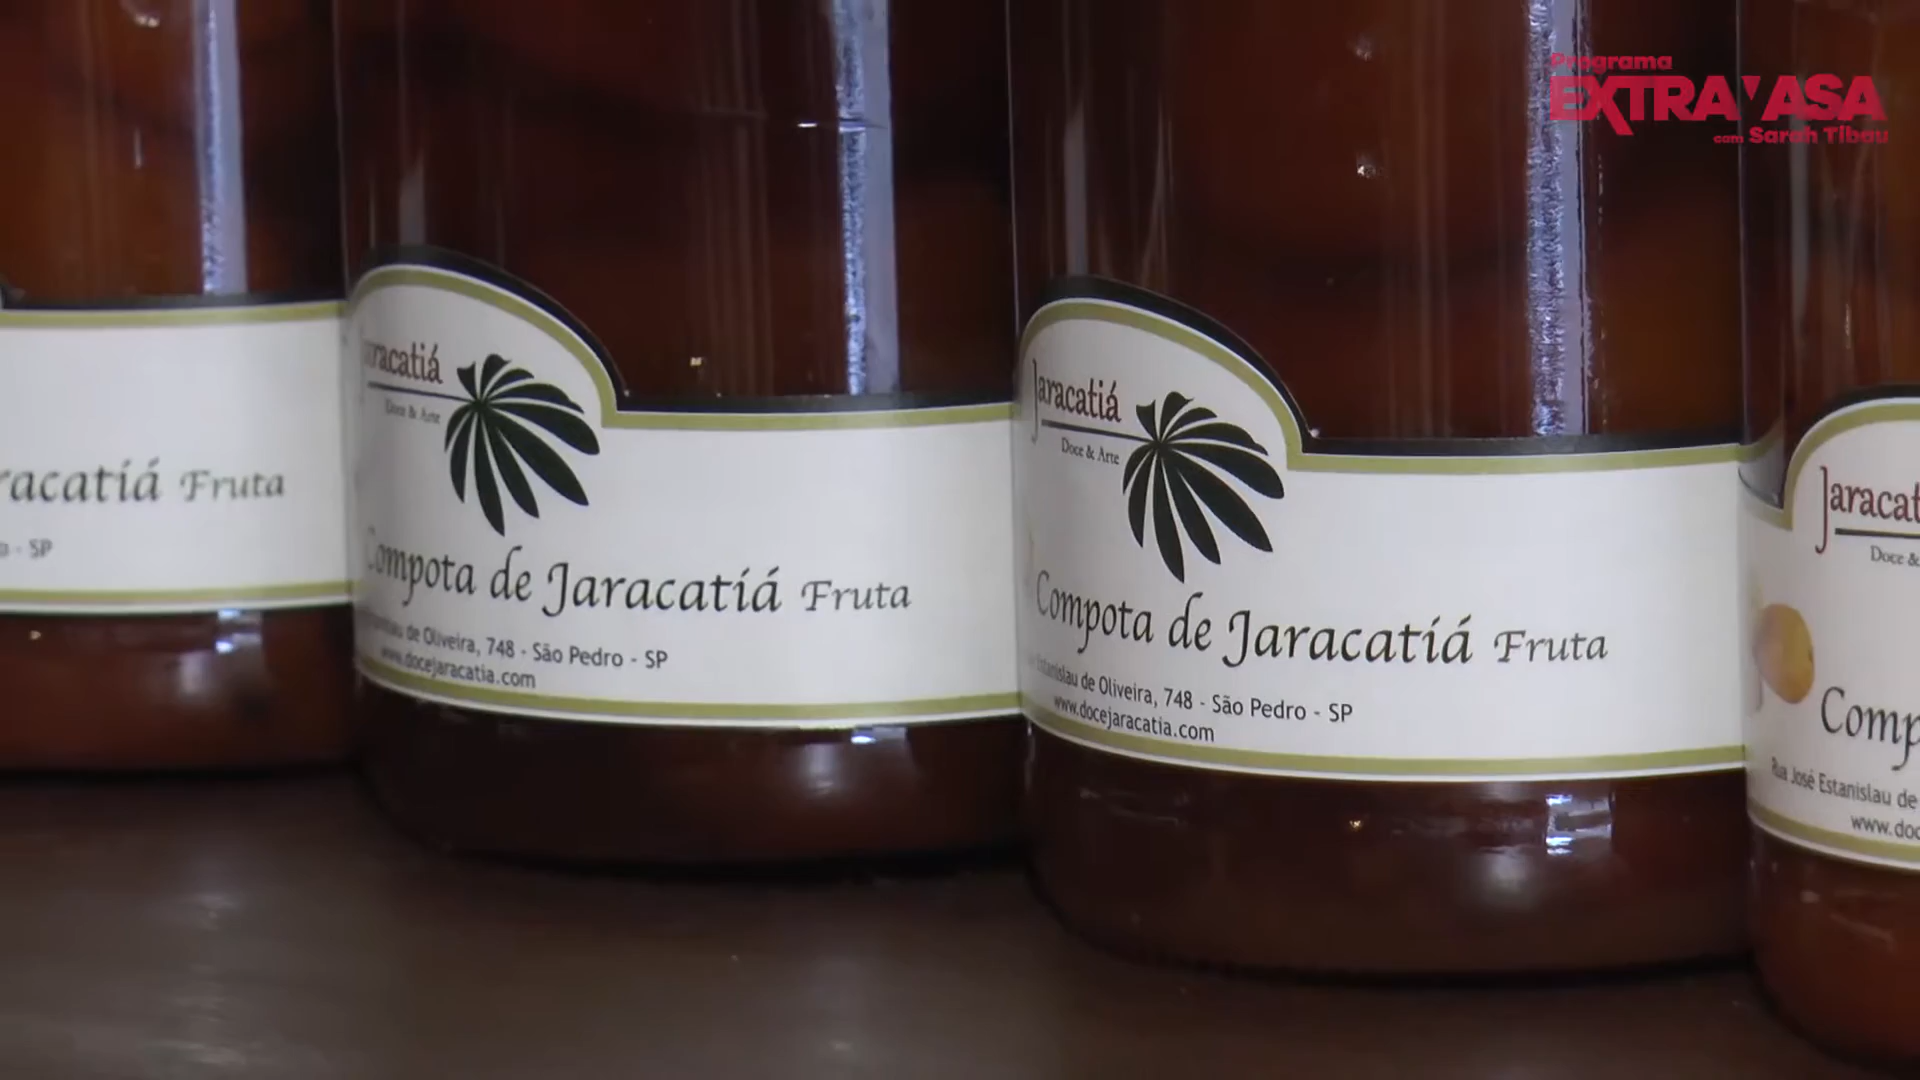 Programa
EXTRAVASA
com Sarah Tibau
racatiá Fruta
- SP
aracatiá
Doce & Arte
Compota de Jaracatiá Fruta
de Oliveira, 748 - São Pedro - SP
www.docejaracatia.com
Jaracatiá
Doce & Arte
Compota de Jaracatiá Fruta
Estanislau de Oliveira, 748 - São Pedro - SP
www.docejaracatia.com
Jaracat
Doce &
Comp
Rua José Estanislau de
www.doc